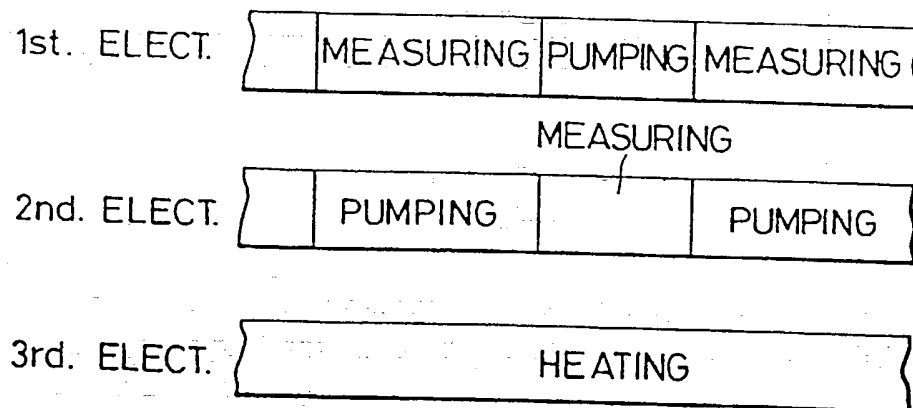 1st. ELECT. MEASURING PUMPING MEASURING
MEASURING
2nd. ELECT. PUMPING PUMPING
3rd. ELECT. HEATING